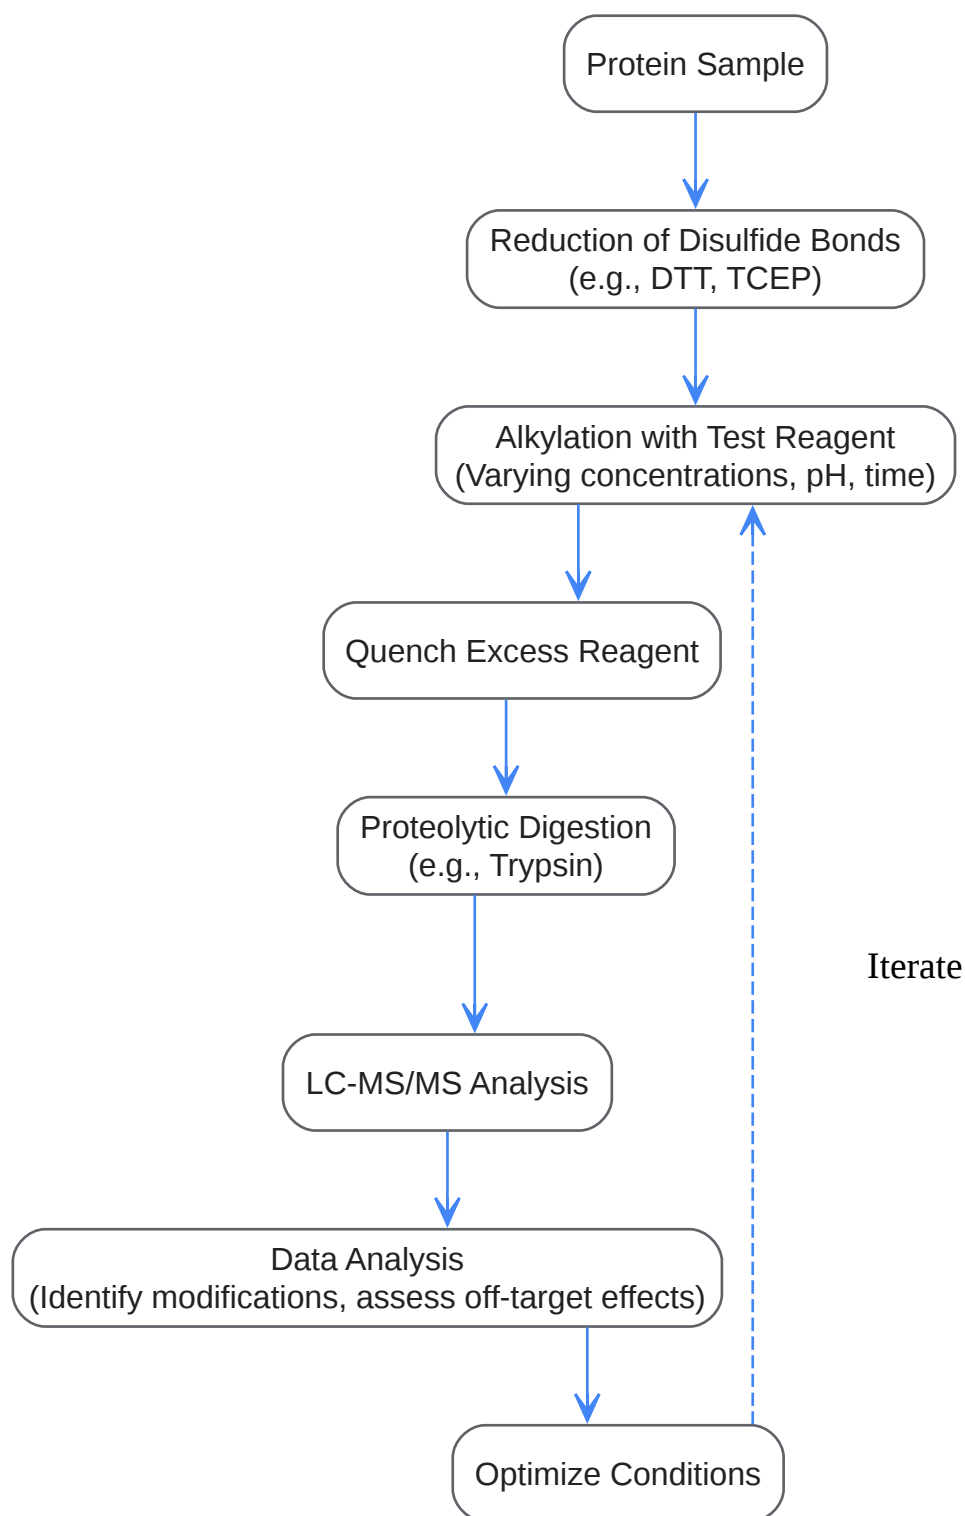 Protein Sample
Reduction of Disulfide Bonds
(e.g., DTT, TCEP)
Alkylation with Test Reagent
(Varying concentrations, pH, time)
Quench Excess Reagent
Proteolytic Digestion
(e.g., Trypsin)
Iterate
LC-MS/MS Analysis
Data Analysis
(Identify modifications, assess off-target effects)
Optimize Conditions